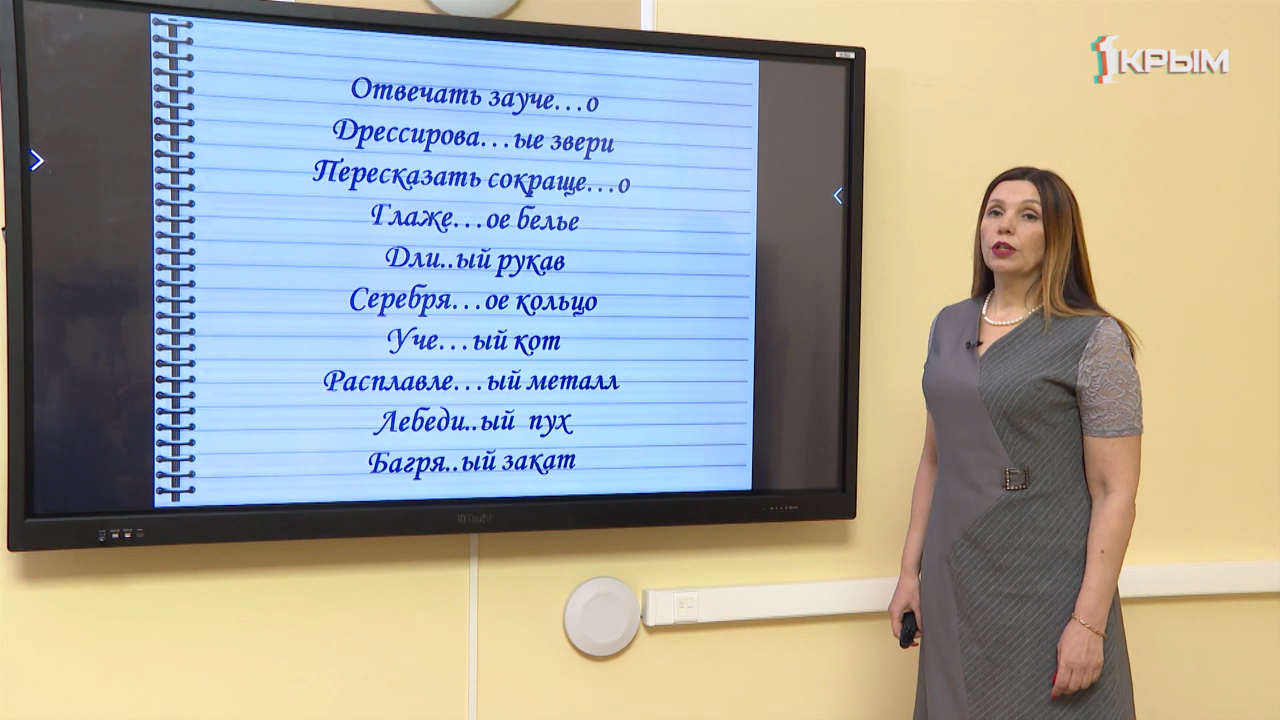 Отвечать зауче...о
Дрессирова...ые звери
Пересказать сокраще...о
Глаже...ое белье
Дли..ый рукав
Серебря...ое кольцо
Уче...ый кот
Расплавле...ый металл
Лебеди..ый пух
Багря..ый закат
1КРЫМ